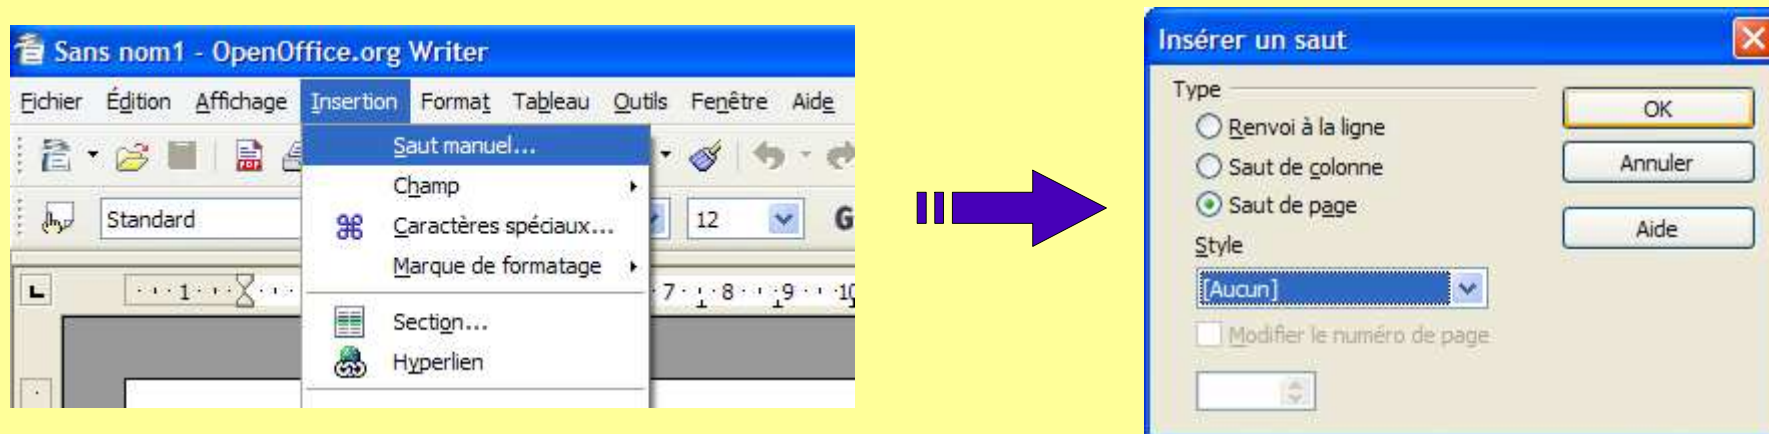 Sans nom1 - OpenOffice.org Writer
Fichier Édition Affichage Insertion Format Tableau Outils Fenêtre Aide
Saut manuel...
PDF
Champ
Standard
12
G
Caractères spéciaux...
Marque de formatage
1 7 8 9 10
Section...
Hyperlien
Insérer un saut
Type
Renvoi à la ligne
Saut de colonne
Saut de page
Style
[Aucun]
Modifier le numéro de page
OK
Annuler
Aide